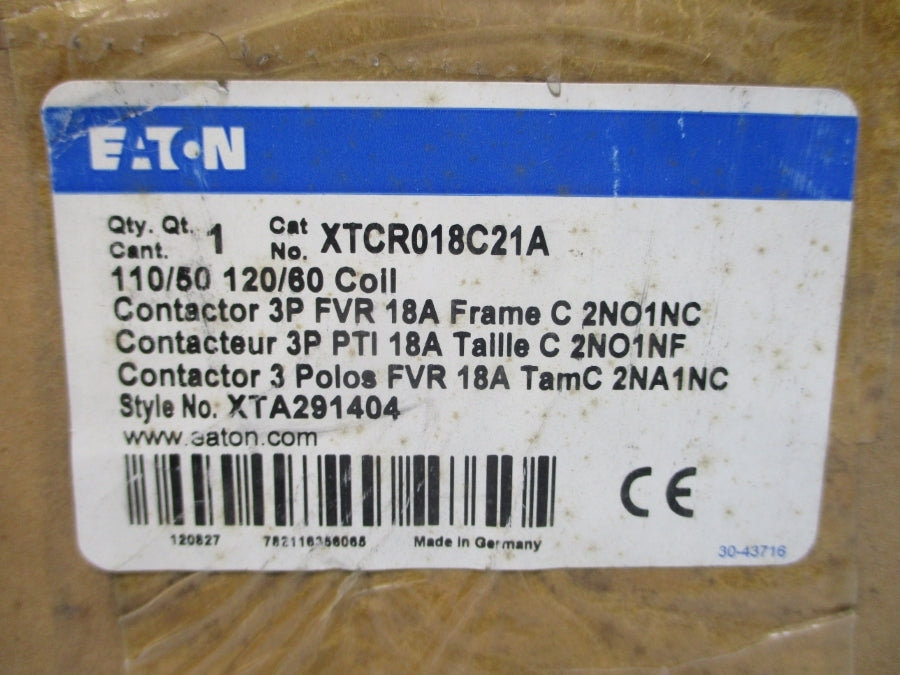 EATON
Qty. Qt. Cant. 1 Cat No. XTCR018C21A
110/50 120/60 Coil
Contactor 3P FVR 18A Frame C 2NO1NC
Contacteur 3P PTI 18A Taille C 2NO1NF
Contactor 3 Polos FVR 18A TamC 2NA1NC
Style No. XTA291404
www.eaton.com
CE
120827 782116356065 Made in Germany
30-43716